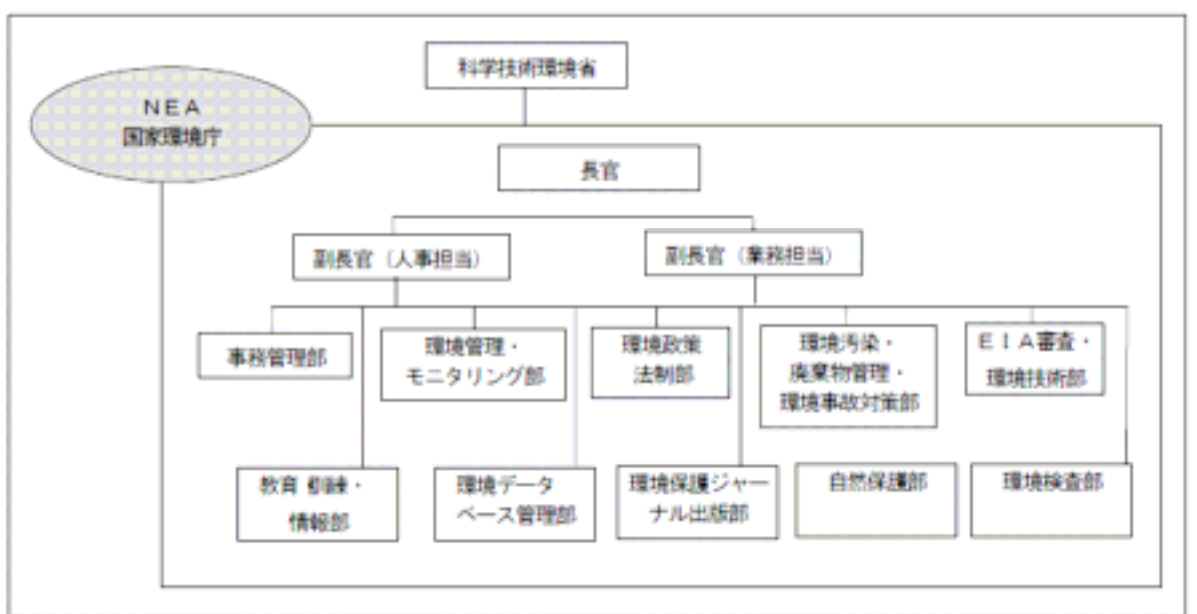 科学技術環境省
ＮＥＡ
国家環境庁
長官
副長官（人事担当）
副長官（業務担当）
事務管理部
環境管理・
モニタリング部
環境政策
法制部
環境汚染・
廃棄物管理・
環境事故対策部
ＥＩＡ審査・
環境技術部
教育 訓練・
情報部
環境データ
ベース管理部
環境保護ジャー
ナル出版部
自然保護部
環境検査部